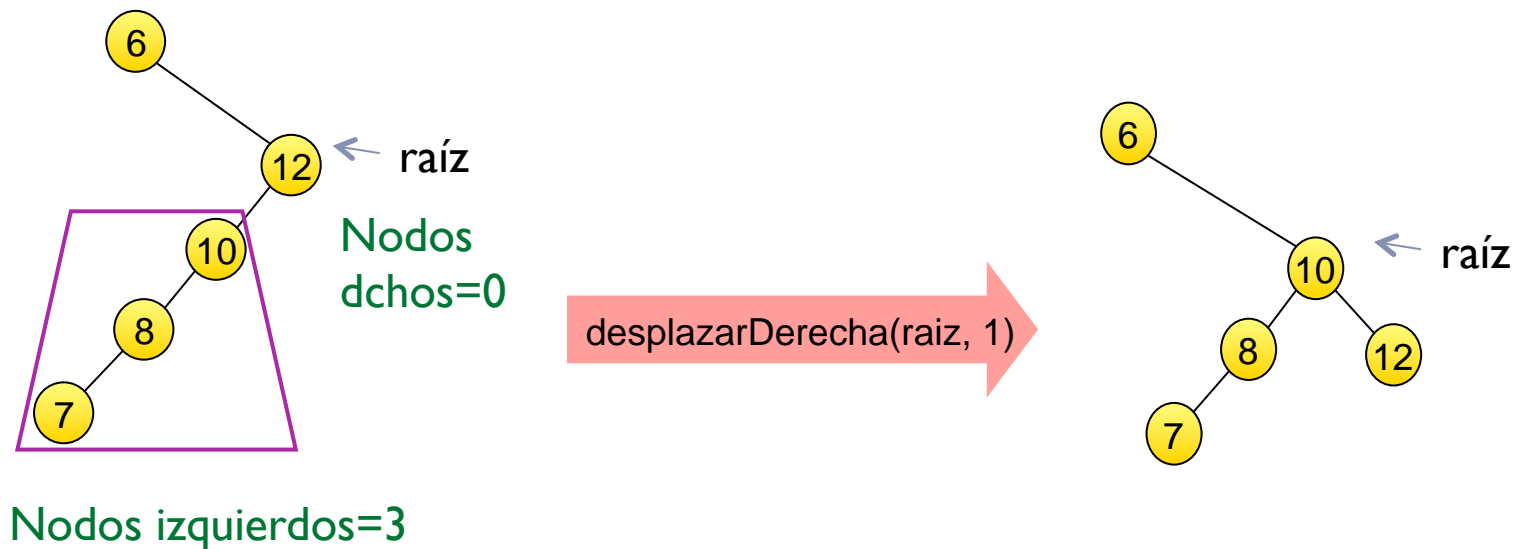 6
12
raíz
10
Nodos
dchos=0
8
7
Nodos izquierdos=3
desplazarDerecha(raiz, 1)
6
10
raíz
8
12
7